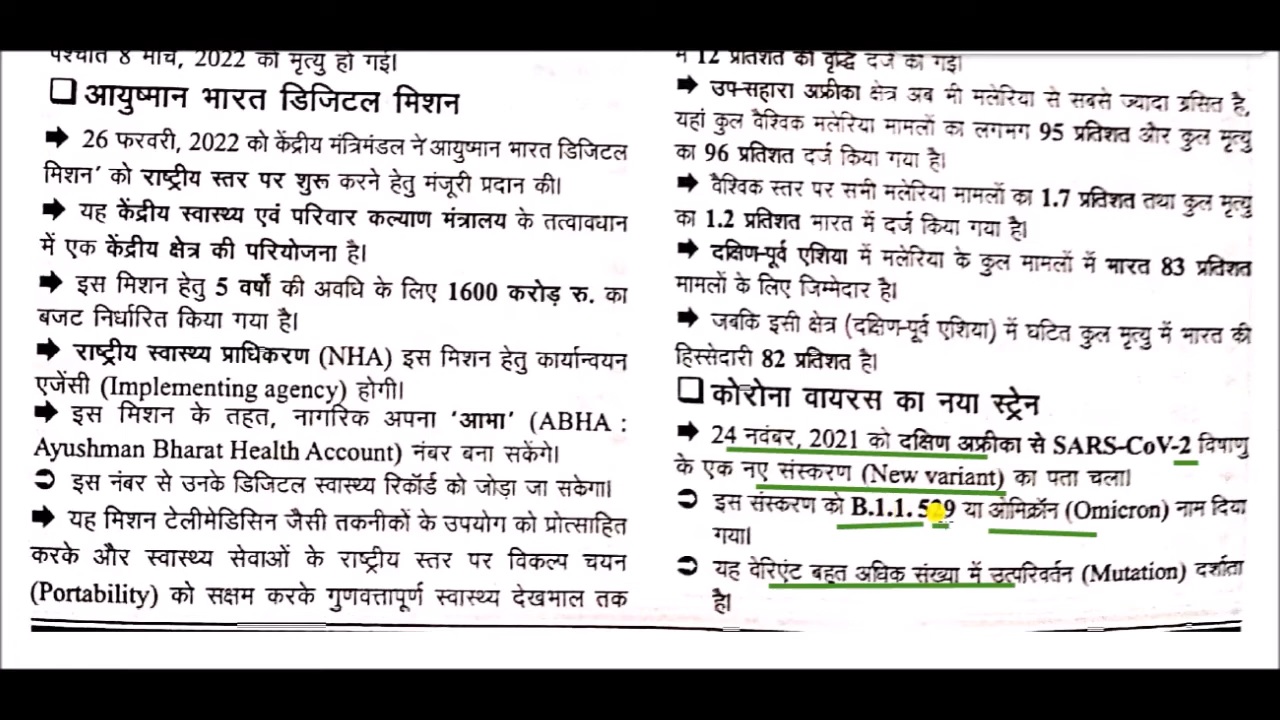 पश्चात 8 मार्च, 2022 को मृत्यु हो गई।
❑ आयुष्मान भारत डिजिटल मिशन
➡ 26 फरवरी, 2022 को केंद्रीय मंत्रिमंडल ने 'आयुष्मान भारत डिजिटल
मिशन' को राष्ट्रीय स्तर पर शुरू करने हेतु मंजूरी प्रदान की।
➡ यह केंद्रीय स्वास्थ्य एवं परिवार कल्याण मंत्रालय के तत्वावधान
में एक केंद्रीय क्षेत्र की परियोजना है।
➡ इस मिशन हेतु 5 वर्षों की अवधि के लिए 1600 करोड़ रु. का
बजट निर्धारित किया गया है।
➡ राष्ट्रीय स्वास्थ्य प्राधिकरण (NHA) इस मिशन हेतु कार्यान्वयन
एजेंसी (Implementing agency) होगी।
➡ इस मिशन के तहत, नागरिक अपना 'आभा' (ABHA :
Ayushman Bharat Health Account) नंबर बना सकेंगे।
➲ इस नंबर से उनके डिजिटल स्वास्थ्य रिकॉर्ड को जोड़ा जा सकेगा।
➡ यह मिशन टेलीमेडिसिन जैसी तकनीकों के उपयोग को प्रोत्साहित
करके और स्वास्थ्य सेवाओं के राष्ट्रीय स्तर पर विकल्प चयन
(Portability) को सक्षम करके गुणवत्तापूर्ण स्वास्थ्य देखभाल तक
में 12 प्रतिशत की वृद्धि दर्ज की गई।
➡ उप-सहारा अफ्रीका क्षेत्र अब भी मलेरिया से सबसे ज्यादा ग्रसित है,
यहां कुल वैश्विक मलेरिया मामलों का लगभग 95 प्रतिशत और कुल मृत्यु
का 96 प्रतिशत दर्ज किया गया है।
➡ वैश्विक स्तर पर सभी मलेरिया मामलों का 1.7 प्रतिशत तथा कुल मृत्यु
का 1.2 प्रतिशत भारत में दर्ज किया गया है।
➡ दक्षिण-पूर्व एशिया में मलेरिया के कुल मामलों में भारत 83 प्रतिशत
मामलों के लिए जिम्मेदार है।
➡ जबकि इसी क्षेत्र (दक्षिण-पूर्व एशिया) में घटित कुल मृत्यु में भारत की
हिस्सेदारी 82 प्रतिशत है।
❑ कोरोना वायरस का नया स्ट्रेन
➡ 24 नवंबर, 2021 को दक्षिण अफ्रीका से SARS-CoV-2 विषाणु
के एक नए संस्करण (New variant) का पता चला।
➲ इस संस्करण को B.1.1.529 या ओमिक्रॉन (Omicron) नाम दिया
गया।
➲ यह वेरिएंट बहुत अधिक संख्या में उत्परिवर्तन (Mutation) दर्शाता
है।